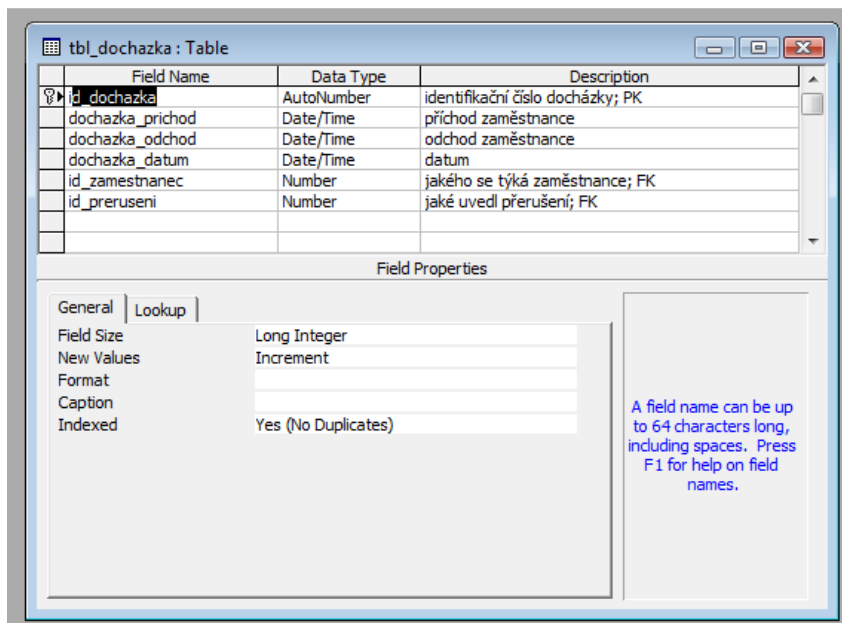 tbl_dochazka : Table
Field Name Data Type Description
id_dochazka AutoNumber identifikační číslo docházky; PK
dochazka_prichod Date/Time příchod zaměstnance
dochazka_odchod Date/Time odchod zaměstnance
dochazka_datum Date/Time datum
id_zamestnanec Number jakého se týká zaměstnance; FK
id_preruseni Number jaké uvedl přerušení; FK
Field Properties
General Lookup
Field Size Long Integer
New Values Increment
Format
Caption
Indexed Yes (No Duplicates)
A field name can be up
to 64 characters long,
including spaces. Press
F1 for help on field
names.